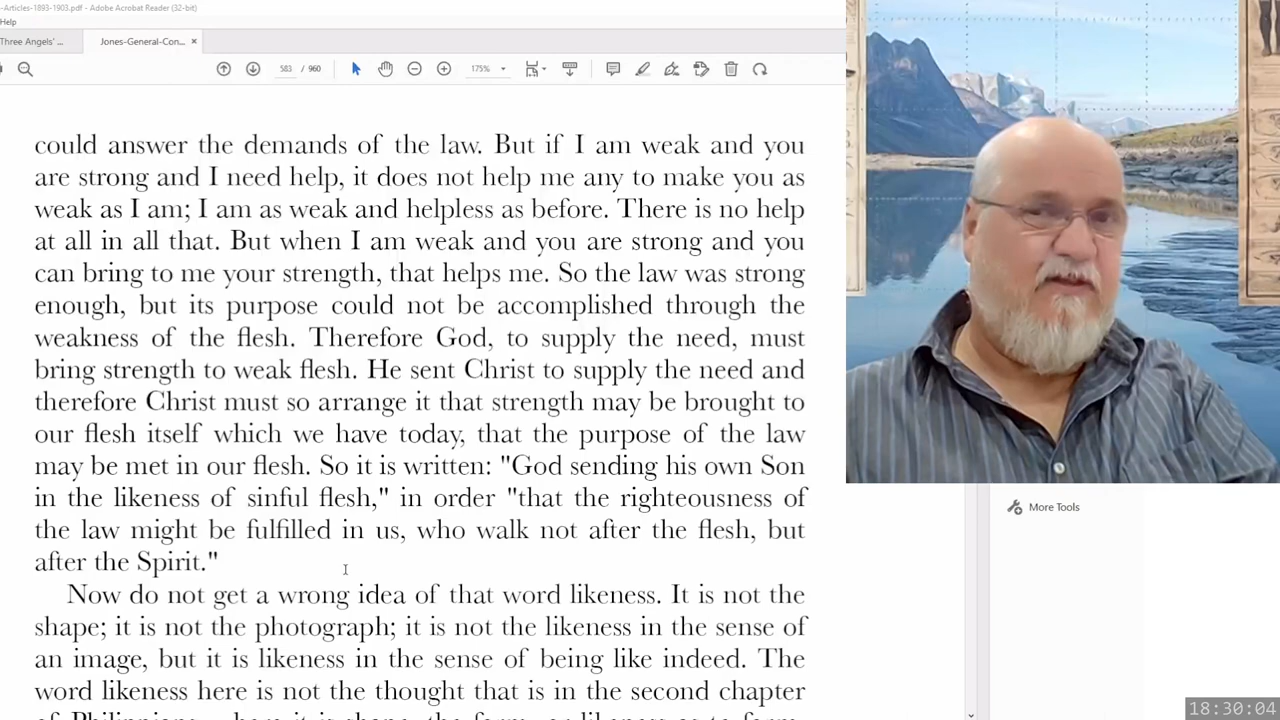 -Articles-1893-1903.pdf - Adobe Acrobat Reader (32-bit)
Help
Three Angels' ...
Jones-General-Con... ×
583 / 960
175%
could answer the demands of the law. But if I am weak and you
are strong and I need help, it does not help me any to make you as
weak as I am; I am as weak and helpless as before. There is no help
at all in all that. But when I am weak and you are strong and you
can bring to me your strength, that helps me. So the law was strong
enough, but its purpose could not be accomplished through the
weakness of the flesh. Therefore God, to supply the need, must
bring strength to weak flesh. He sent Christ to supply the need and
therefore Christ must so arrange it that strength may be brought to
our flesh itself which we have today, that the purpose of the law
may be met in our flesh. So it is written: "God sending his own Son
in the likeness of sinful flesh," in order "that the righteousness of
the law might be fulfilled in us, who walk not after the flesh, but
after the Spirit."
Now do not get a wrong idea of that word likeness. It is not the
shape; it is not the photograph; it is not the likeness in the sense of
an image, but it is likeness in the sense of being like indeed. The
word likeness here is not the thought that is in the second chapter
More Tools
18:30:04